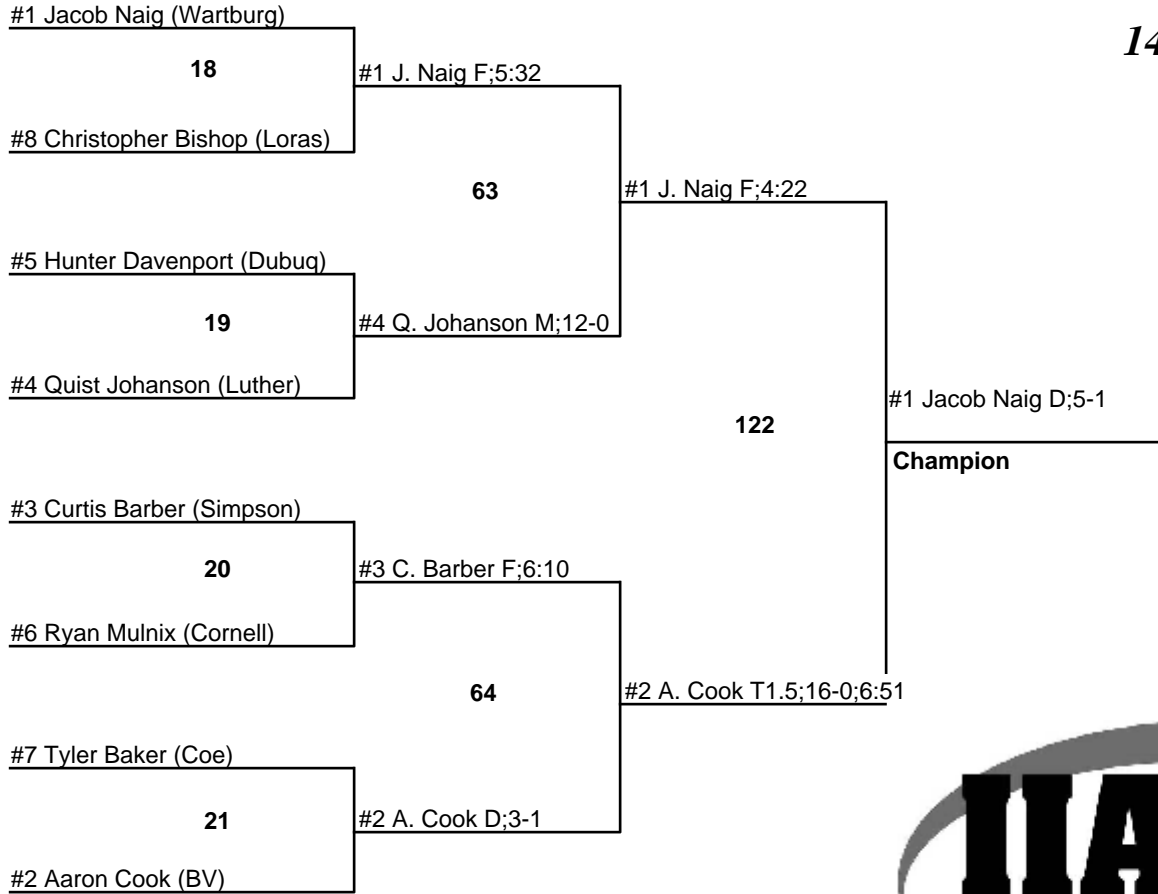 #1 Jacob Naig (Wartburg)
14
18
#1 J. Naig F;5:32
#8 Christopher Bishop (Loras)
63
#1 J. Naig F;4:22
#5 Hunter Davenport (Dubuq)
19
#4 Q. Johanson M;12-0
#4 Quist Johanson (Luther)
#1 Jacob Naig D;5-1
122
Champion
#3 Curtis Barber (Simpson)
20
#3 C. Barber F;6:10
#6 Ryan Mulnix (Cornell)
64
#2 A. Cook T1.5;16-0;6:51
#7 Tyler Baker (Coe)
21
#2 A. Cook D;3-1
#2 Aaron Cook (BV)
IIA